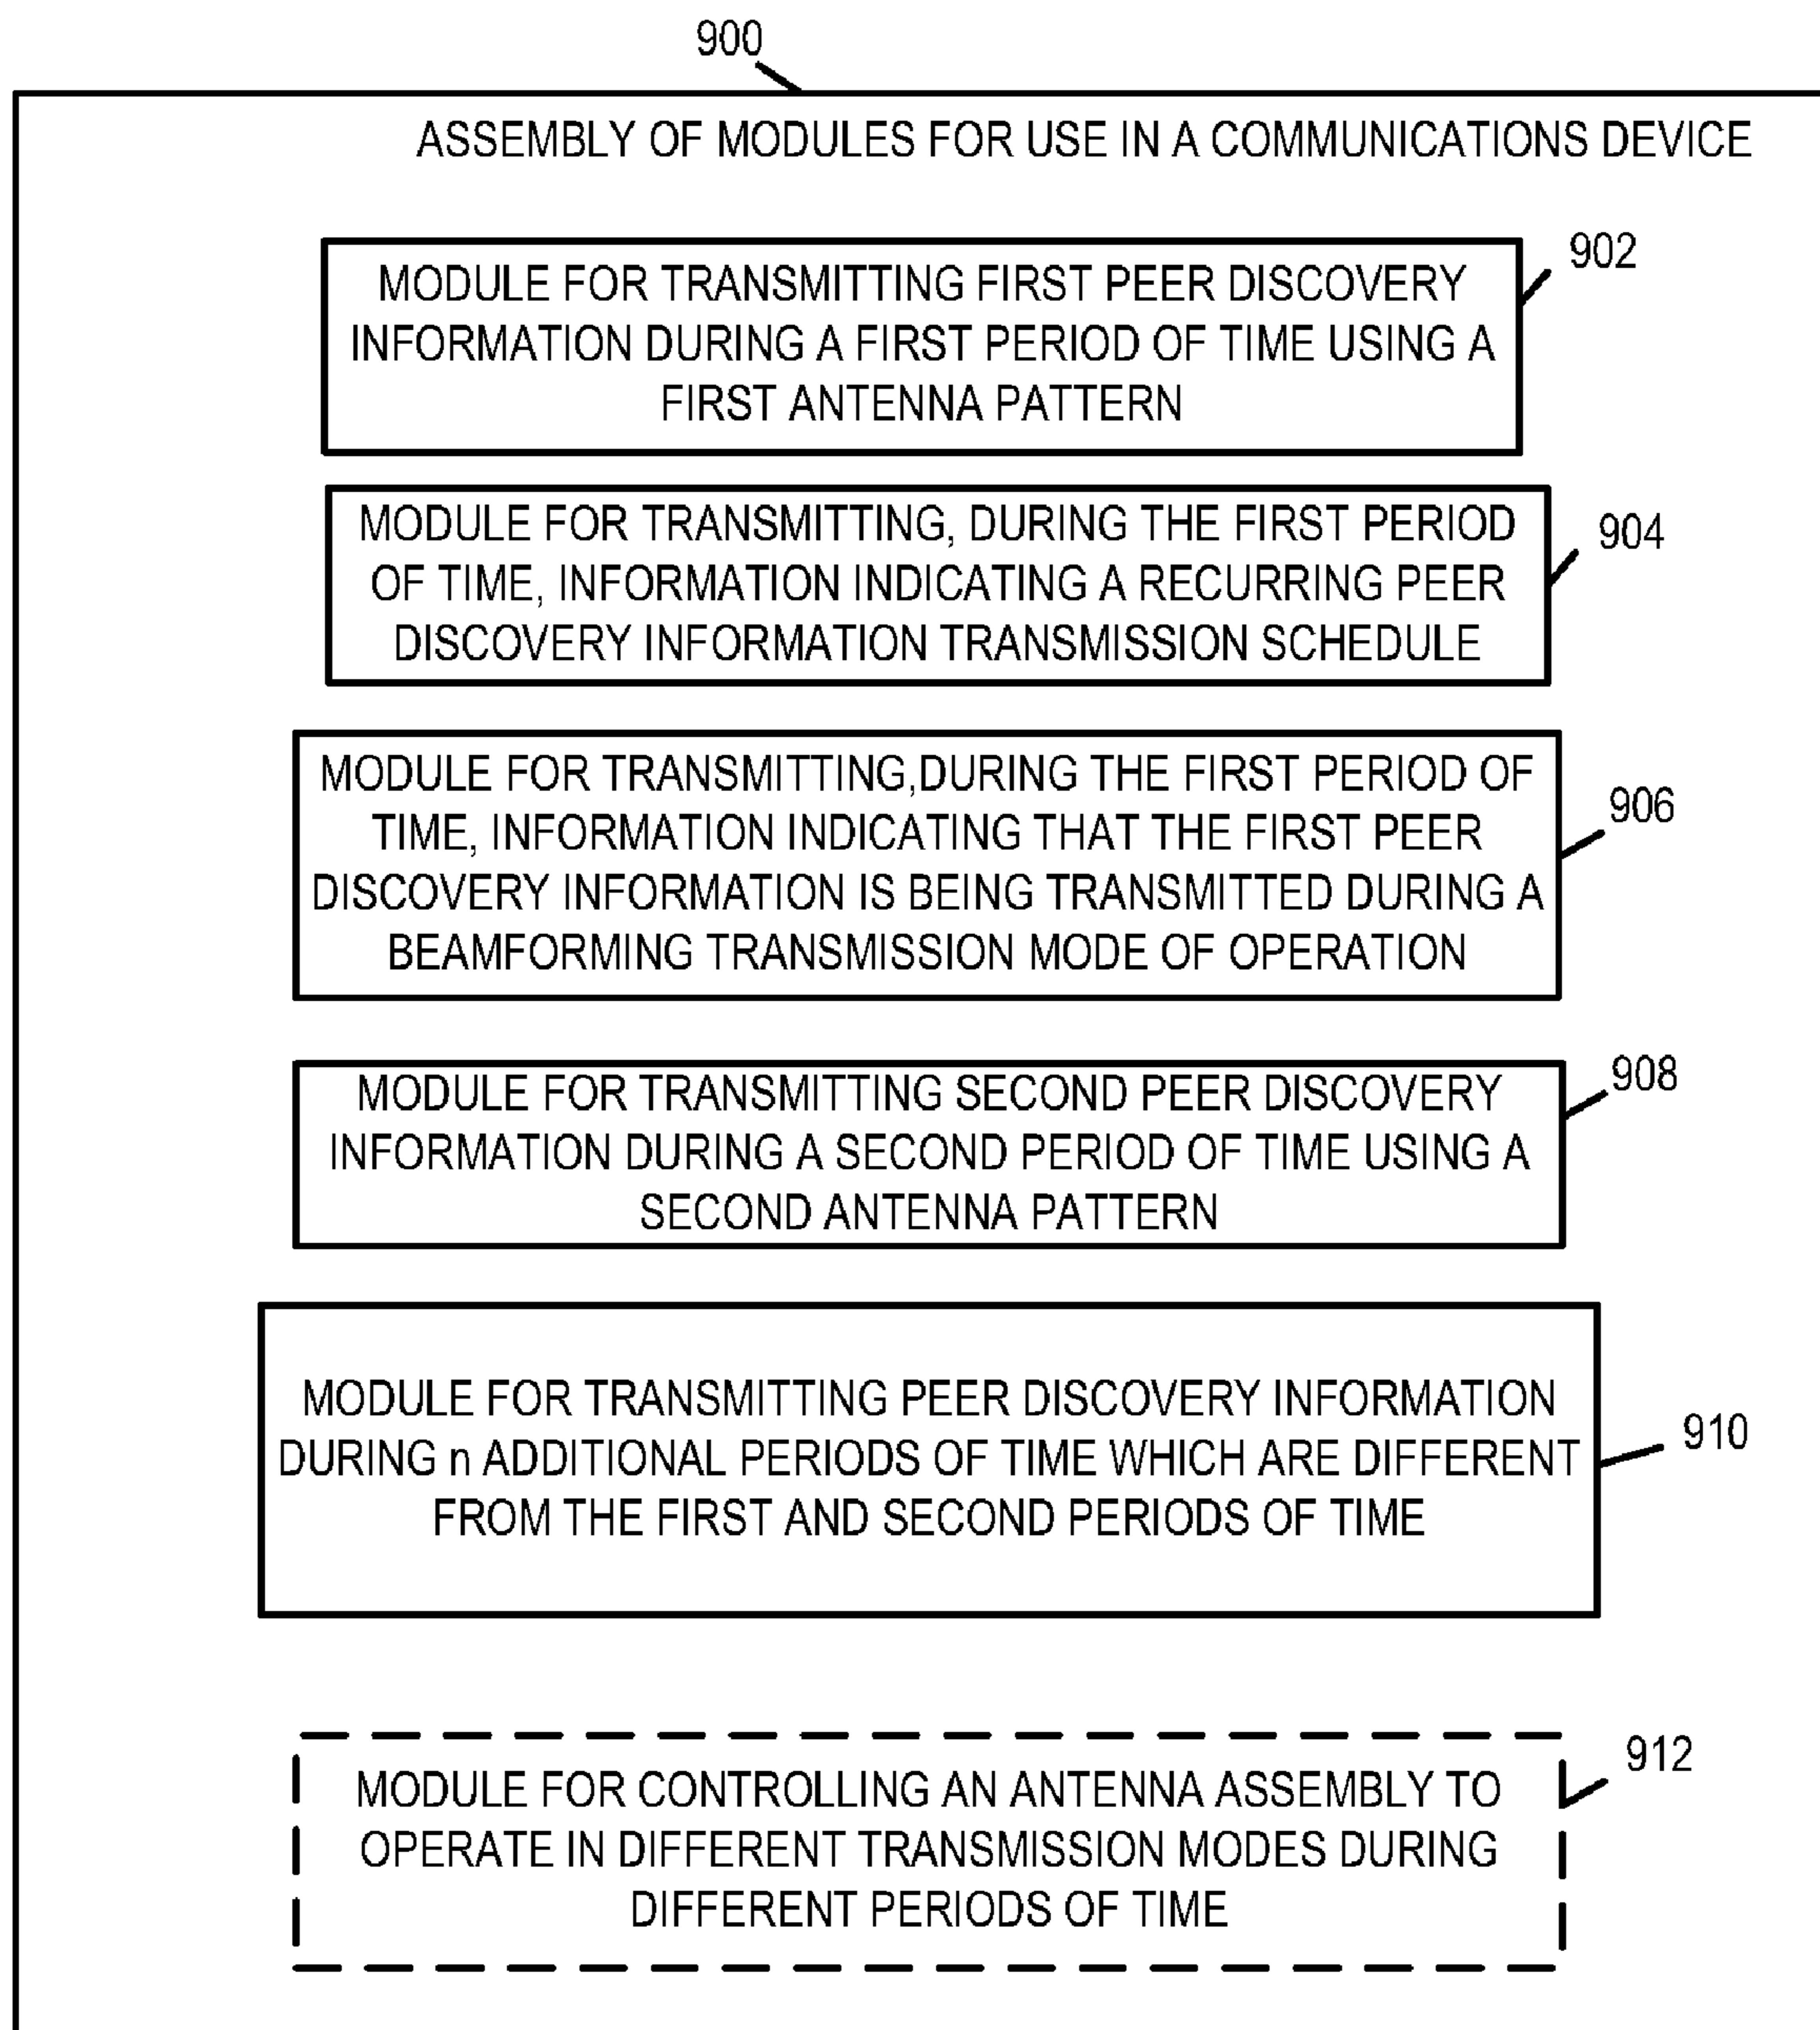 900
ASSEMBLY OF MODULES FOR USE IN A COMMUNICATIONS DEVICE
902
MODULE FOR TRANSMITTING FIRST PEER DISCOVERY
INFORMATION DURING A FIRST PERIOD OF TIME USING A
FIRST ANTENNA PATTERN
904
MODULE FOR TRANSMITTING, DURING THE FIRST PERIOD
OF TIME, INFORMATION INDICATING A RECURRING PEER
DISCOVERY INFORMATION TRANSMISSION SCHEDULE
906
MODULE FOR TRANSMITTING,DURING THE FIRST PERIOD OF
TIME, INFORMATION INDICATING THAT THE FIRST PEER
DISCOVERY INFORMATION IS BEING TRANSMITTED DURING A
BEAMFORMING TRANSMISSION MODE OF OPERATION
908
MODULE FOR TRANSMITTING SECOND PEER DISCOVERY
INFORMATION DURING A SECOND PERIOD OF TIME USING A
SECOND ANTENNA PATTERN
910
MODULE FOR TRANSMITTING PEER DISCOVERY INFORMATION
DURING n ADDITIONAL PERIODS OF TIME WHICH ARE DIFFERENT
FROM THE FIRST AND SECOND PERIODS OF TIME
912
MODULE FOR CONTROLLING AN ANTENNA ASSEMBLY TO
OPERATE IN DIFFERENT TRANSMISSION MODES DURING
DIFFERENT PERIODS OF TIME